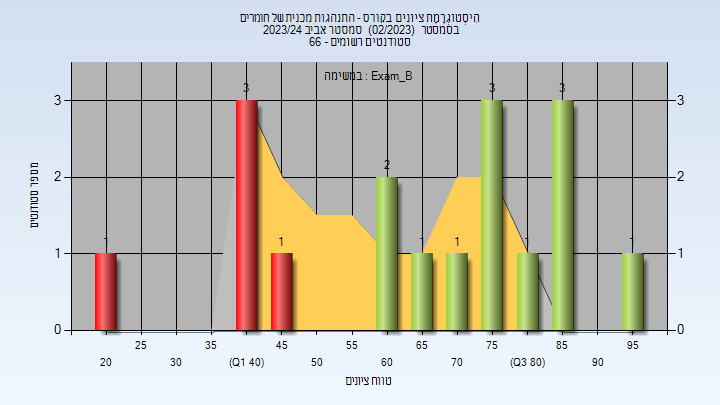 היסטוגרמת ציונים בקורס - התנהגות מכנית של חומרים
בסמסטר (02/2023) סמסטר אביב 2023/24
סטודנטים רשומים - 66
במשימה : Exam_B
3 3 3
3 3
2
2 2
1 1 1 1 1 1
1 1
0 0
מספר סטודנטים
25 35 45 55 65 75 85 95
20 30 (Q1 40) 50 60 70 (Q3 80) 90
טווח ציונים